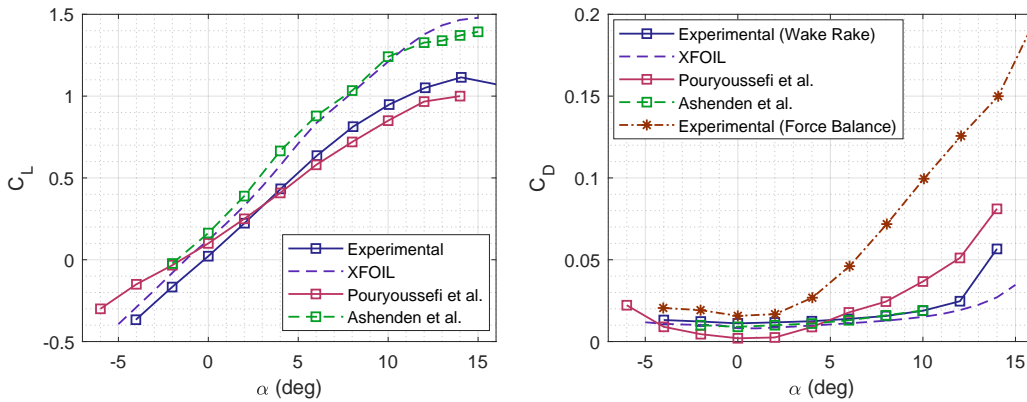 1.5
1
0.5
0
-0.5
C_L
-5
0
5
10
15
α (deg)
Experimental
XFOIL
Pouryoussefi et al.
Ashenden et al.
0.2
0.15
0.1
0.05
0
C_D
-5
0
5
10
15
α (deg)
Experimental (Wake Rake)
XFOIL
Pouryoussefi et al.
Ashenden et al.
Experimental (Force Balance)